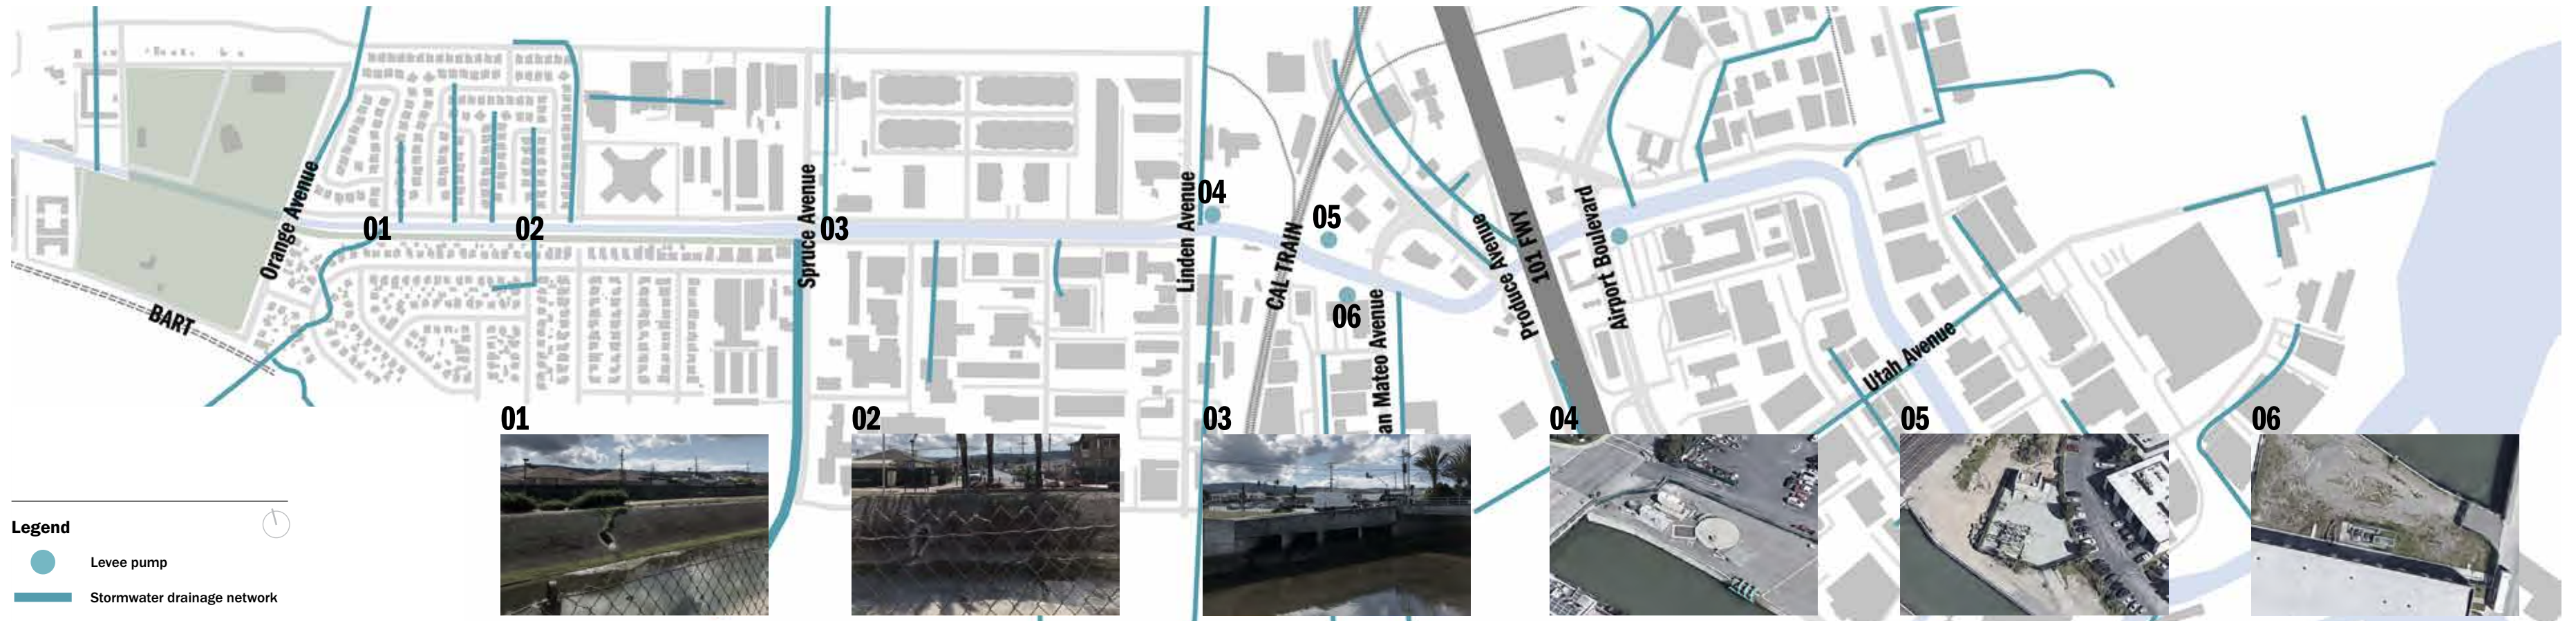 Orange Avenue
BART
01
02
Spruce Avenue
03
Linden Avenue
04
CAL TRAIN
05
06
an Mateo Avenue
Produce Avenue
101 FWY
Airport Boulevard
Utah Avenue
01
02
03
04
05
06
Legend
Levee pump
Stormwater drainage network